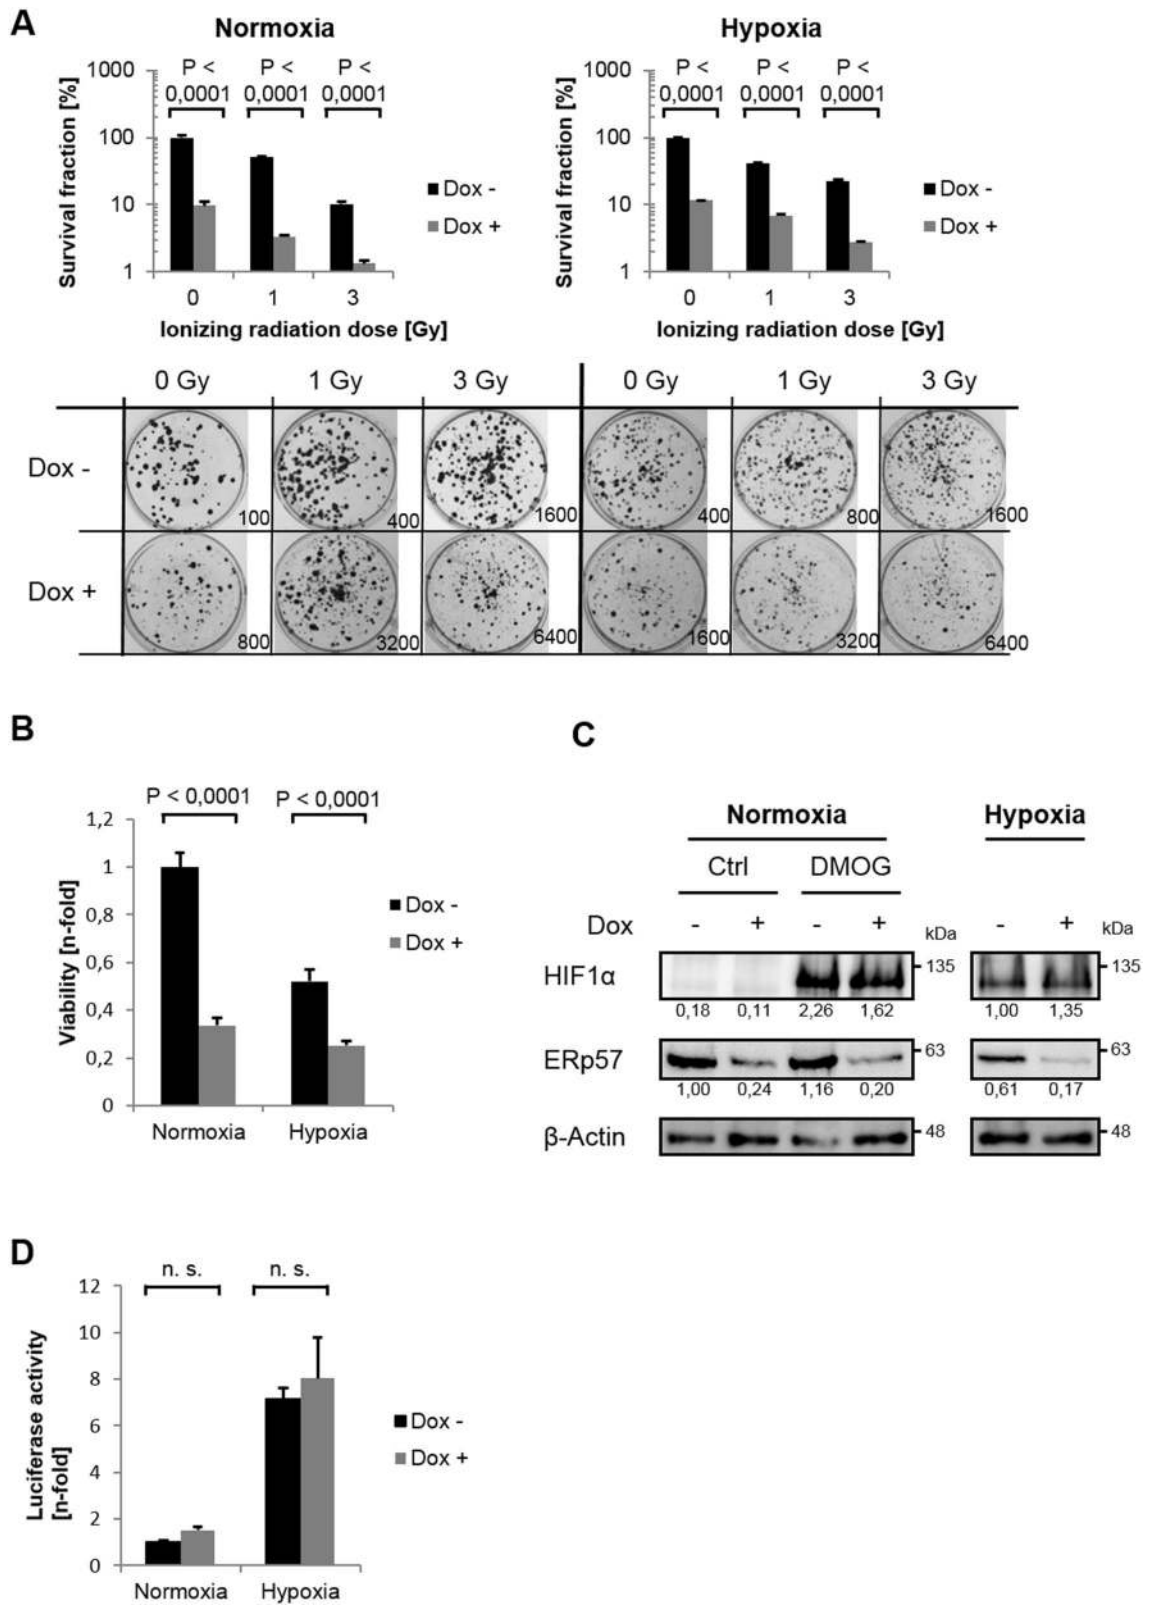 A
Normoxia
Hypoxia
1000
100
10
1
Survival fraction [%]
P <
0,0001
P <
0,0001
P <
0,0001
Dox -
Dox +
0
1
3
Ionizing radiation dose [Gy]
1000
100
10
1
Survival fraction [%]
P <
0,0001
P <
0,0001
P <
0,0001
Dox -
Dox +
0
1
3
Ionizing radiation dose [Gy]
0 Gy 1 Gy 3 Gy 0 Gy 1 Gy 3 Gy
Dox -
100 400 1600 400 800 1600
Dox +
800 3200 6400 1600 3200 6400
B
P < 0,0001 P < 0,0001
1,2
1
0,8
0,6
0,4
0,2
0
Viability [n-fold]
Dox -
Dox +
Normoxia Hypoxia
C
Normoxia Hypoxia
Ctrl DMOG
Dox - + - + kDa - + kDa
HIF1α 135 135
0,18 0,11 2,26 1,62 1,00 1,35
ERp57 63 63
1,00 0,24 1,16 0,20 0,61 0,17
β-Actin 48 48
D
n. s. n. s.
12
10
8
6
4
2
0
Luciferase activity
[n-fold]
Dox -
Dox +
Normoxia Hypoxia